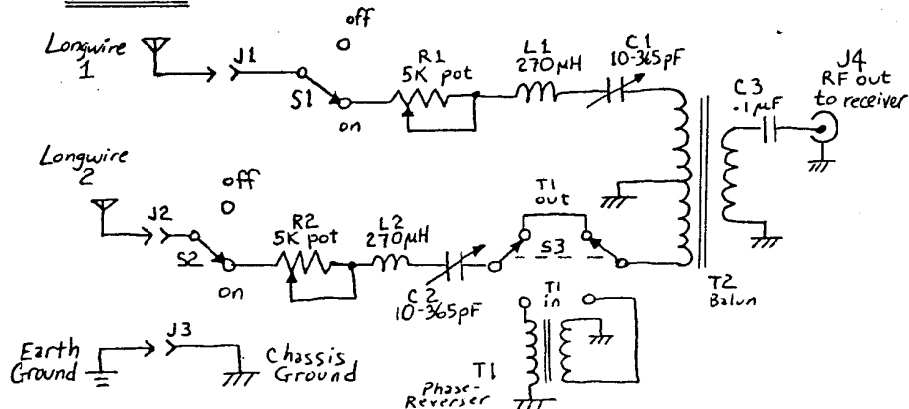 off
Longwire
1
J1
S1
on
R1
5K pot
L1
270µH
C1
10-365pF
C3
.1µF
J4
RF out
to receiver
Longwire
2
J2
off
S2
on
R2
5K pot
L2
270µH
C2
10-365pF
T1
out
S3
T1
in
T2
Balun
Earth
Ground
J3
Chassis
Ground
T1
Phase-
Reverser